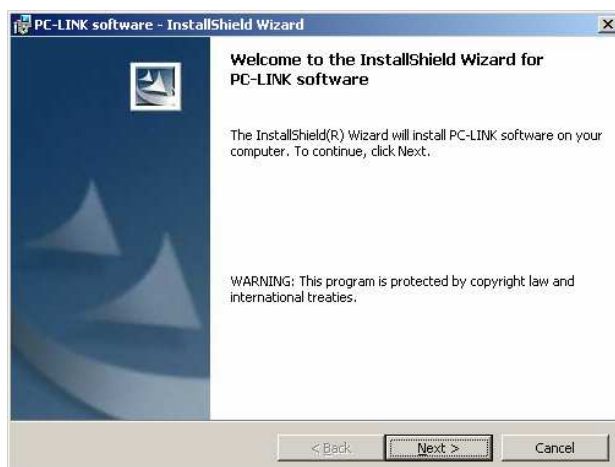 PC-LINK software - InstallShield Wizard
Welcome to the InstallShield Wizard for
PC-LINK software
The InstallShield(R) Wizard will install PC-LINK software on your
computer. To continue, click Next.
WARNING: This program is protected by copyright law and
international treaties.
< Back
Next >
Cancel